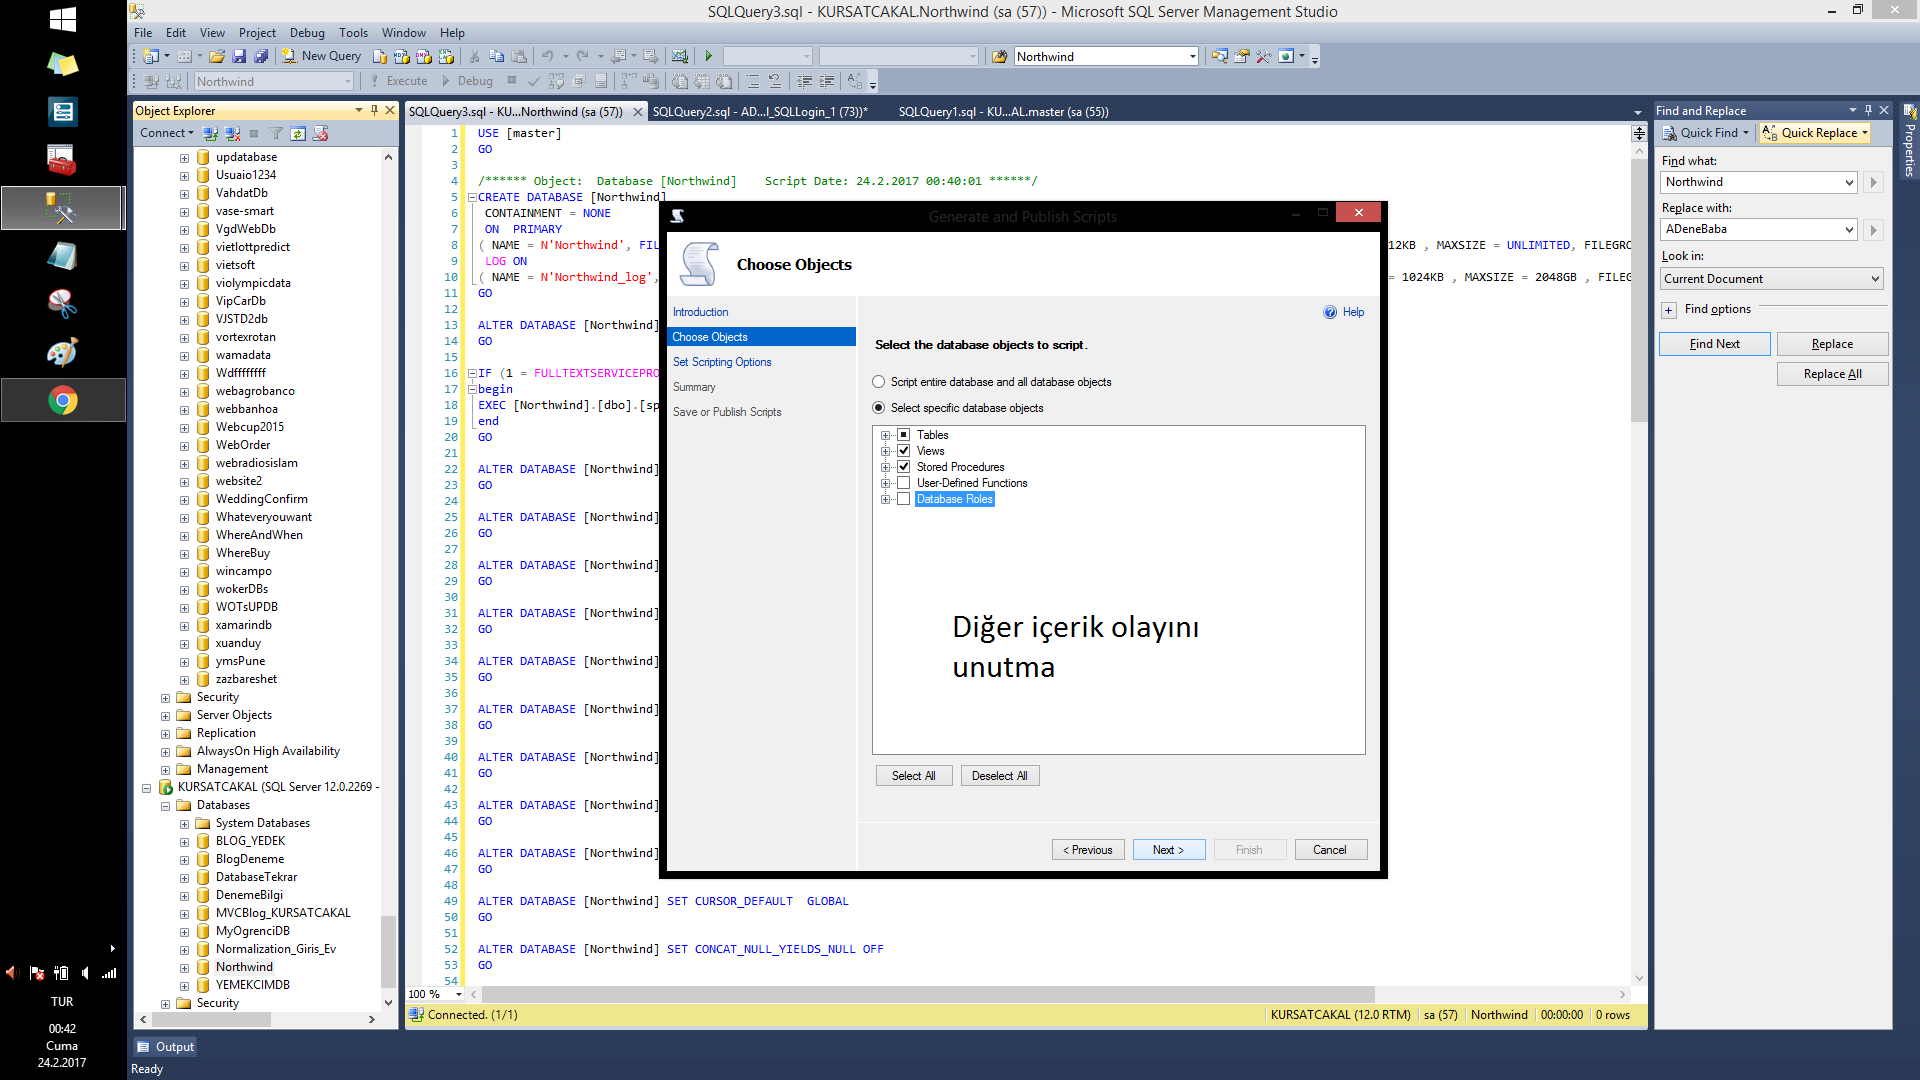 SQLQuery3.sql - KURSATCAKAL.Northwind (sa (57)) - Microsoft SQL Server Management Studio
File Edit View Project Debug Tools Window Help
New Query
Northwind
Northwind Execute Debug
Object Explorer
Connect
updatabase
Usuaio1234
VahdatDb
vase-smart
VgdWebDb
vietlottpredict
vietsoft
violympicdata
VipCarDb
VJSTD2db
vortexrotan
wamadata
Wdffffffff
webagrobanco
webbanhoa
Webcup2015
WebOrder
webradiosislam
website2
WeddingConfirm
Whateveryouwant
WhereAndWhen
WhereBuy
wincampo
wokerDBs
WOTsUPDB
xamarindb
xuanduy
ymsPune
zazbareshet
Security
Server Objects
Replication
AlwaysOn High Availability
Management
KURSATCAKAL (SQL Server 12.0.2269 -
Databases
System Databases
BLOG_YEDEK
BlogDeneme
DatabaseTekrar
DenemeBilgi
MVCBlog_KURSATCAKAL
MyOgrenciDB
Normalization_Giris_Ev
Northwind
YEMEKCIMDB
Security
SQLQuery3.sql - KU...Northwind (sa (57)) SQLQuery2.sql - AD...I_SQLLogin_1 (73))* SQLQuery1.sql - KU...AL.master (sa (55))
1 USE [master]
2 GO
3
4 /****** Object:  Database [Northwind]    Script Date: 24.2.2017 00:40:01 ******/
5 CREATE DATABASE [Northwind]
6 CONTAINMENT = NONE
7 ON  PRIMARY
8 ( NAME = N'Northwind', FIL 12KB , MAXSIZE = UNLIMITED, FILEGRO
9 LOG ON
10 ( NAME = N'Northwind_log', = 1024KB , MAXSIZE = 2048GB , FILEG
11 GO
12
13 ALTER DATABASE [Northwind]
14 GO
15
16 IF (1 = FULLTEXTSERVICEPRO
17 begin
18 EXEC [Northwind].[dbo].[sp
19 end
20 GO
21
22 ALTER DATABASE [Northwind]
23 GO
24
25 ALTER DATABASE [Northwind]
26 GO
27
28 ALTER DATABASE [Northwind]
29 GO
30
31 ALTER DATABASE [Northwind]
32 GO
33
34 ALTER DATABASE [Northwind]
35 GO
36
37 ALTER DATABASE [Northwind]
38 GO
39
40 ALTER DATABASE [Northwind]
41 GO
42
43 ALTER DATABASE [Northwind]
44 GO
45
46 ALTER DATABASE [Northwind]
47 GO
48
49 ALTER DATABASE [Northwind] SET CURSOR_DEFAULT  GLOBAL
50 GO
51
52 ALTER DATABASE [Northwind] SET CONCAT_NULL_YIELDS_NULL OFF
53 GO
54
100 %
Connected. (1/1) KURSATCAKAL (12.0 RTM) sa (57) Northwind 00:00:00 0 rows
Generate and Publish Scripts
Choose Objects
Introduction
Choose Objects
Set Scripting Options
Summary
Save or Publish Scripts
Help
Select the database objects to script.
Script entire database and all database objects
Select specific database objects
Tables
Views
Stored Procedures
User-Defined Functions
Database Roles
Diğer içerik olayını
unutma
Select All Deselect All
< Previous Next > Finish Cancel
Find and Replace
Quick Find Quick Replace
Find what:
Northwind
Replace with:
ADeneBaba
Look in:
Current Document
Find options
Find Next Replace
Replace All
Properties
Output
Ready
TUR
00:42
Cuma
24.2.2017